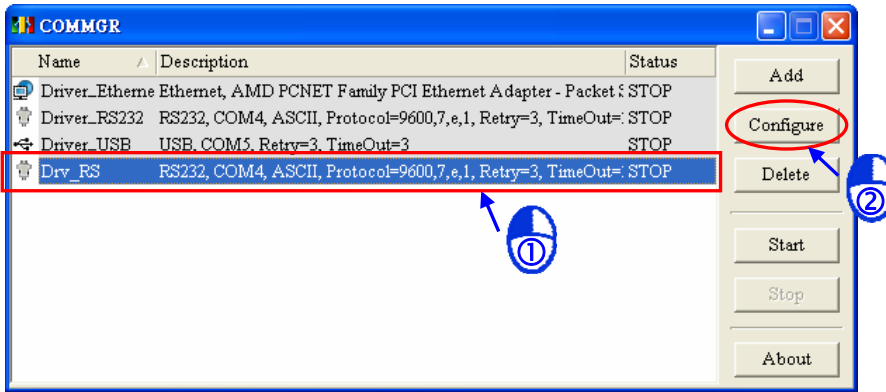 COMMGR
Name Description Status
Driver_Etherne Ethernet, AMD PCNET Family PCI Ethernet Adapter - Packet S STOP
Driver_RS232 RS232, COM4, ASCII, Protocol=9600,7,e,1, Retry=3, TimeOut=: STOP
Driver_USB USB, COM5, Retry=3, TimeOut=3 STOP
Drv_RS RS232, COM4, ASCII, Protocol=9600,7,e,1, Retry=3, TimeOut=: STOP
Add
Configure
Delete
②
①
Start
Stop
About